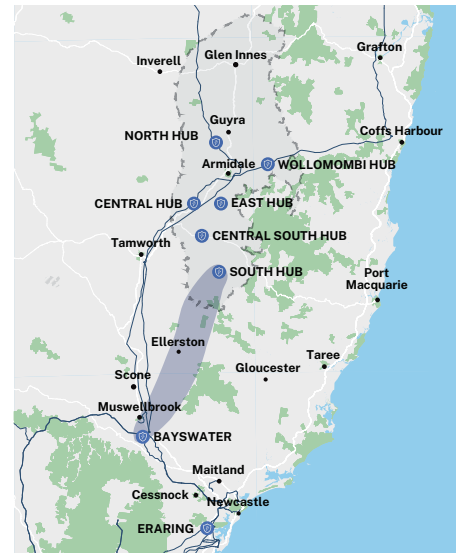 Grafton
Glen Innes
Inverell
Guyra
Coffs Harbour
NORTH HUB
Armidale
WOLLOMOMBI HUB
CENTRAL HUB
EAST HUB
CENTRAL SOUTH HUB
Tamworth
SOUTH HUB
Port
Macquarie
Ellerston
Taree
Gloucester
Scone
Muswellbrook
BAYSWATER
Maitland
Cessnock
Newcastle
ERARING